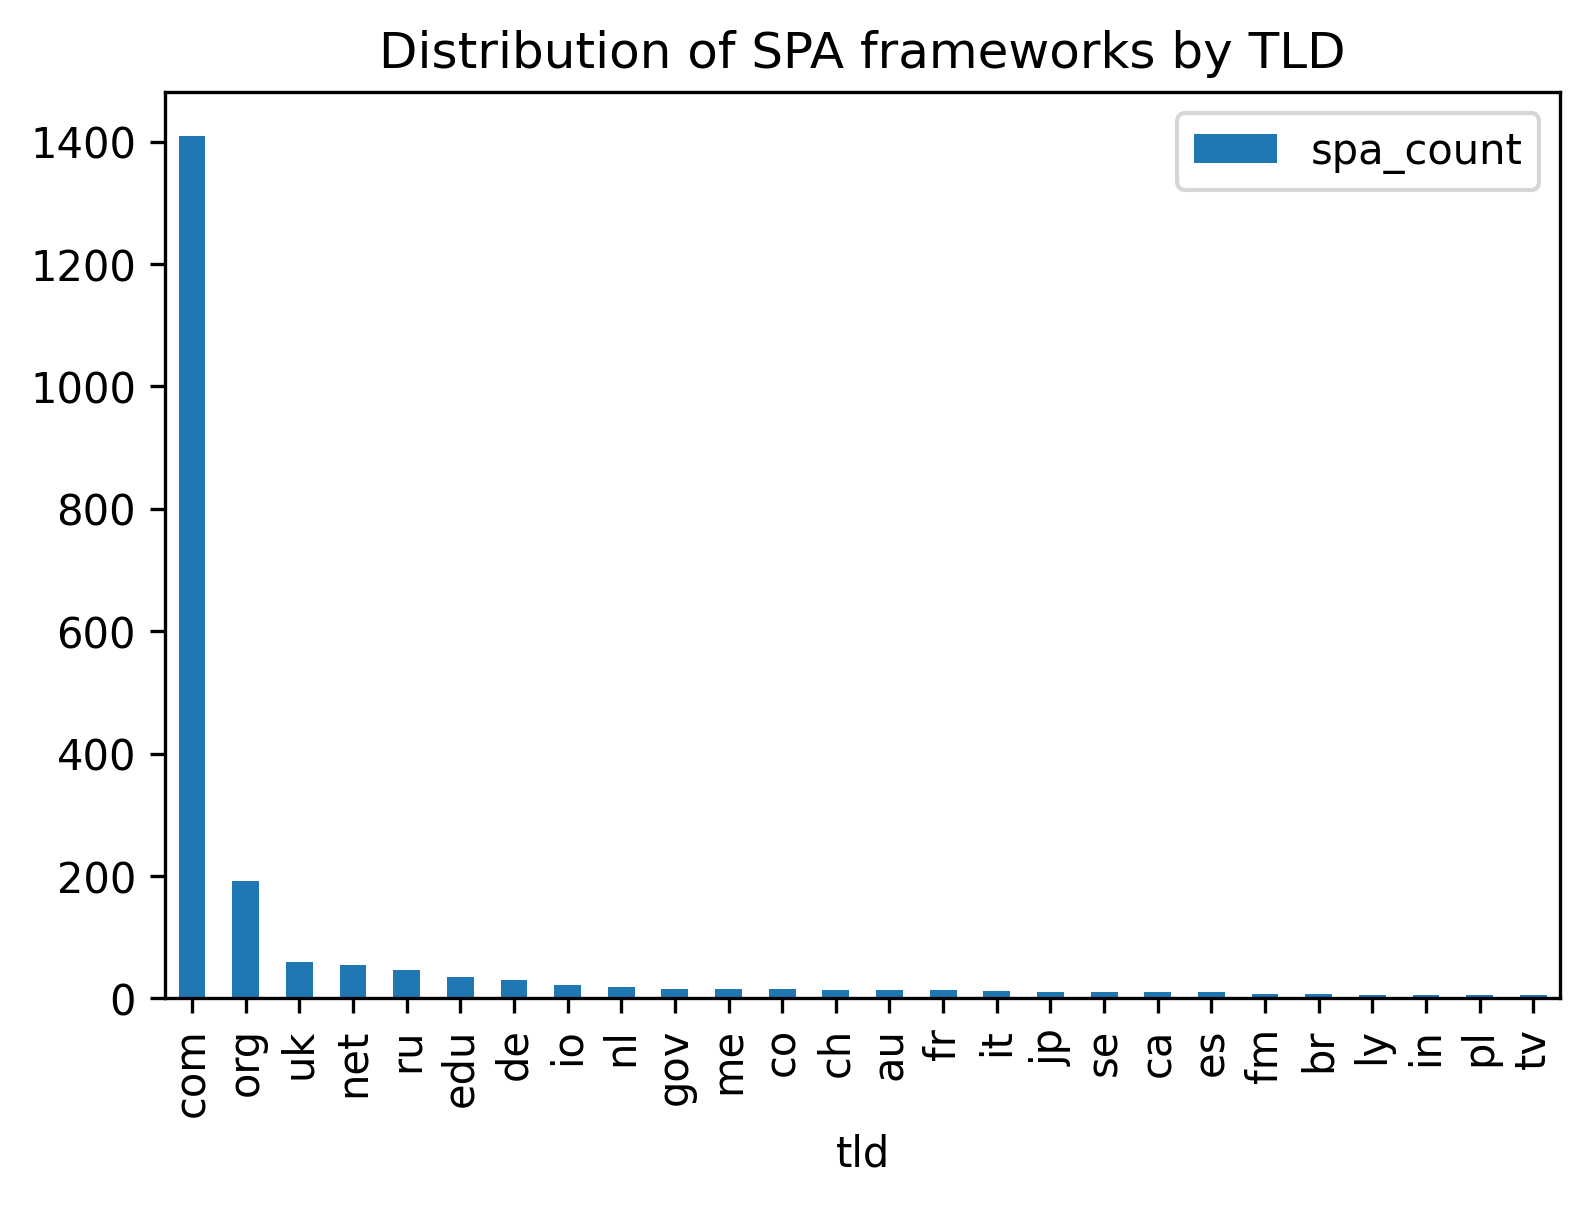 Distribution of SPA frameworks by TLD
spa_count
1400
1200
1000
800
600
400
200
0
com
org
uk
net
ru
edu
de
io
nl
gov
me
co
ch
au
fr
it
jp
se
ca
es
fm
br
ly
in
pl
tv
tld